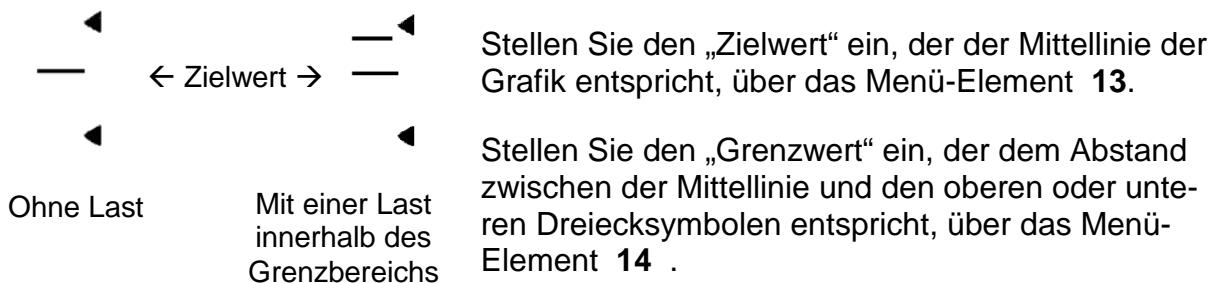 ← Zielwert →
Ohne Last
Mit einer Last
innerhalb des
Grenzbereichs
Stellen Sie den „Zielwert“ ein, der der Mittellinie der
Grafik entspricht, über das Menü-Element 13.
Stellen Sie den „Grenzwert“ ein, der dem Abstand
zwischen der Mittellinie und den oberen oder unte-
ren Dreiecksymbolen entspricht, über das Menü-
Element 14 .